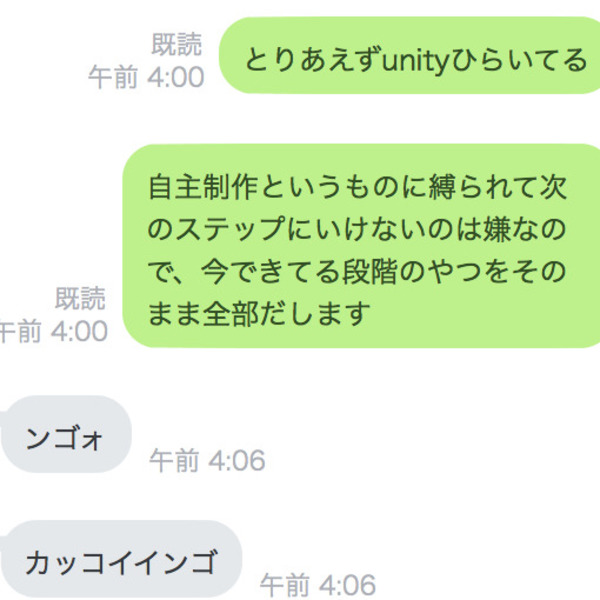 既読
午前 4:00
とりあえずunityひらいてる
自主制作というものに縛られて次
のステップにいけないのは嫌なの
で、今できてる段階のやつをその
まま全部だします
既読
午前 4:00
ンゴォ
午前 4:06
カッコイインゴ
午前 4:06